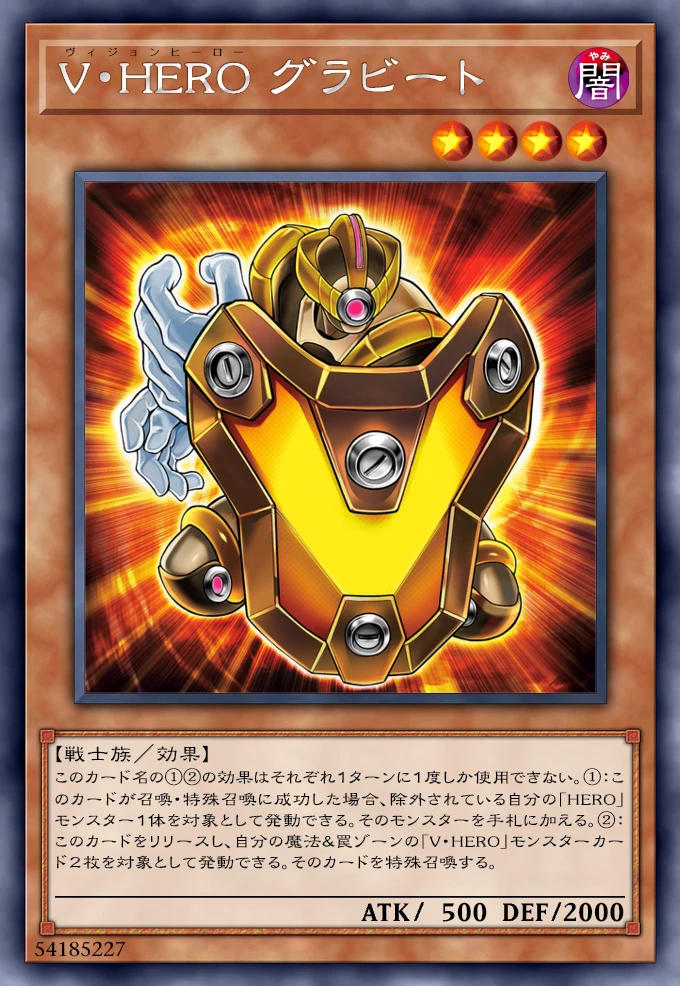 ヴィジョンヒーロー
V・HERO グラビート
やみ
闇
【戦士族／効果】
このカード名の①②の効果はそれぞれ1ターンに1度しか使用できない。①：こ
のカードが召喚・特殊召喚に成功した場合、除外されている自分の「HERO」
モンスター1体を対象として発動できる。そのモンスターを手札に加える。②：
このカードをリリースし、自分の魔法&罠ゾーンの「V・HERO」モンスターカー
ド2枚を対象として発動できる。そのカードを特殊召喚する。
ATK/ 500 DEF/2000
54185227